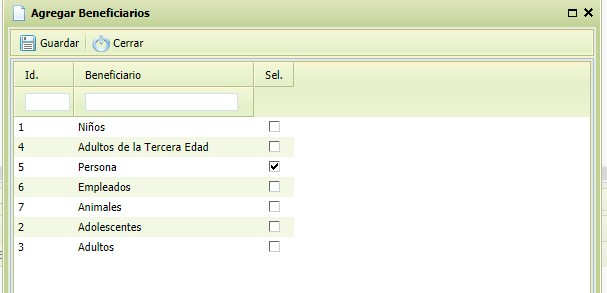 Agregar Beneficiarios
Guardar Cerrar
Id. Beneficiario Sel.
1 Niños
4 Adultos de la Tercera Edad
5 Persona
6 Empleados
7 Animales
2 Adolescentes
3 Adultos